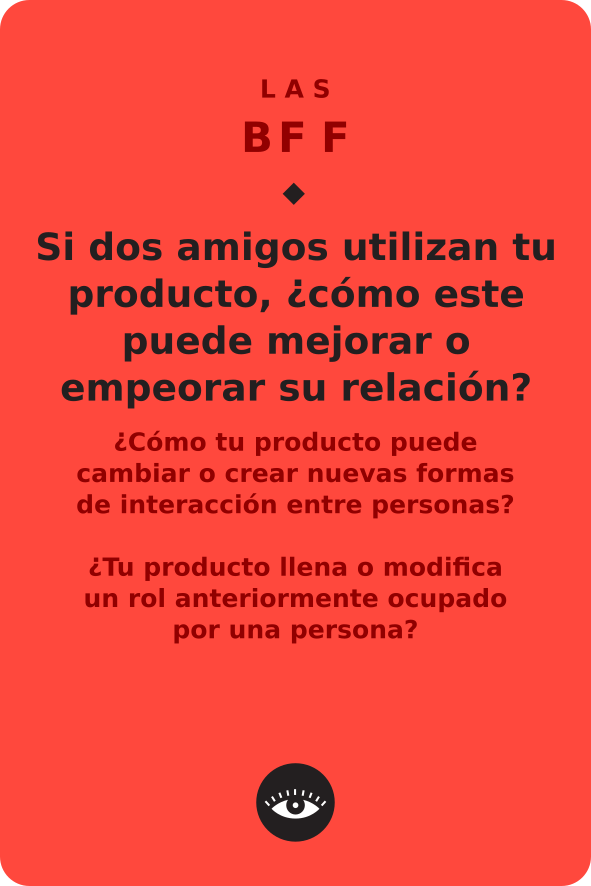 LAS
BFF
Si dos amigos utilizan tu
producto, ¿cómo este
puede mejorar o
empeorar su relación?
¿Cómo tu producto puede
cambiar o crear nuevas formas
de interacción entre personas?
¿Tu producto llena o modifica
un rol anteriormente ocupado
por una persona?